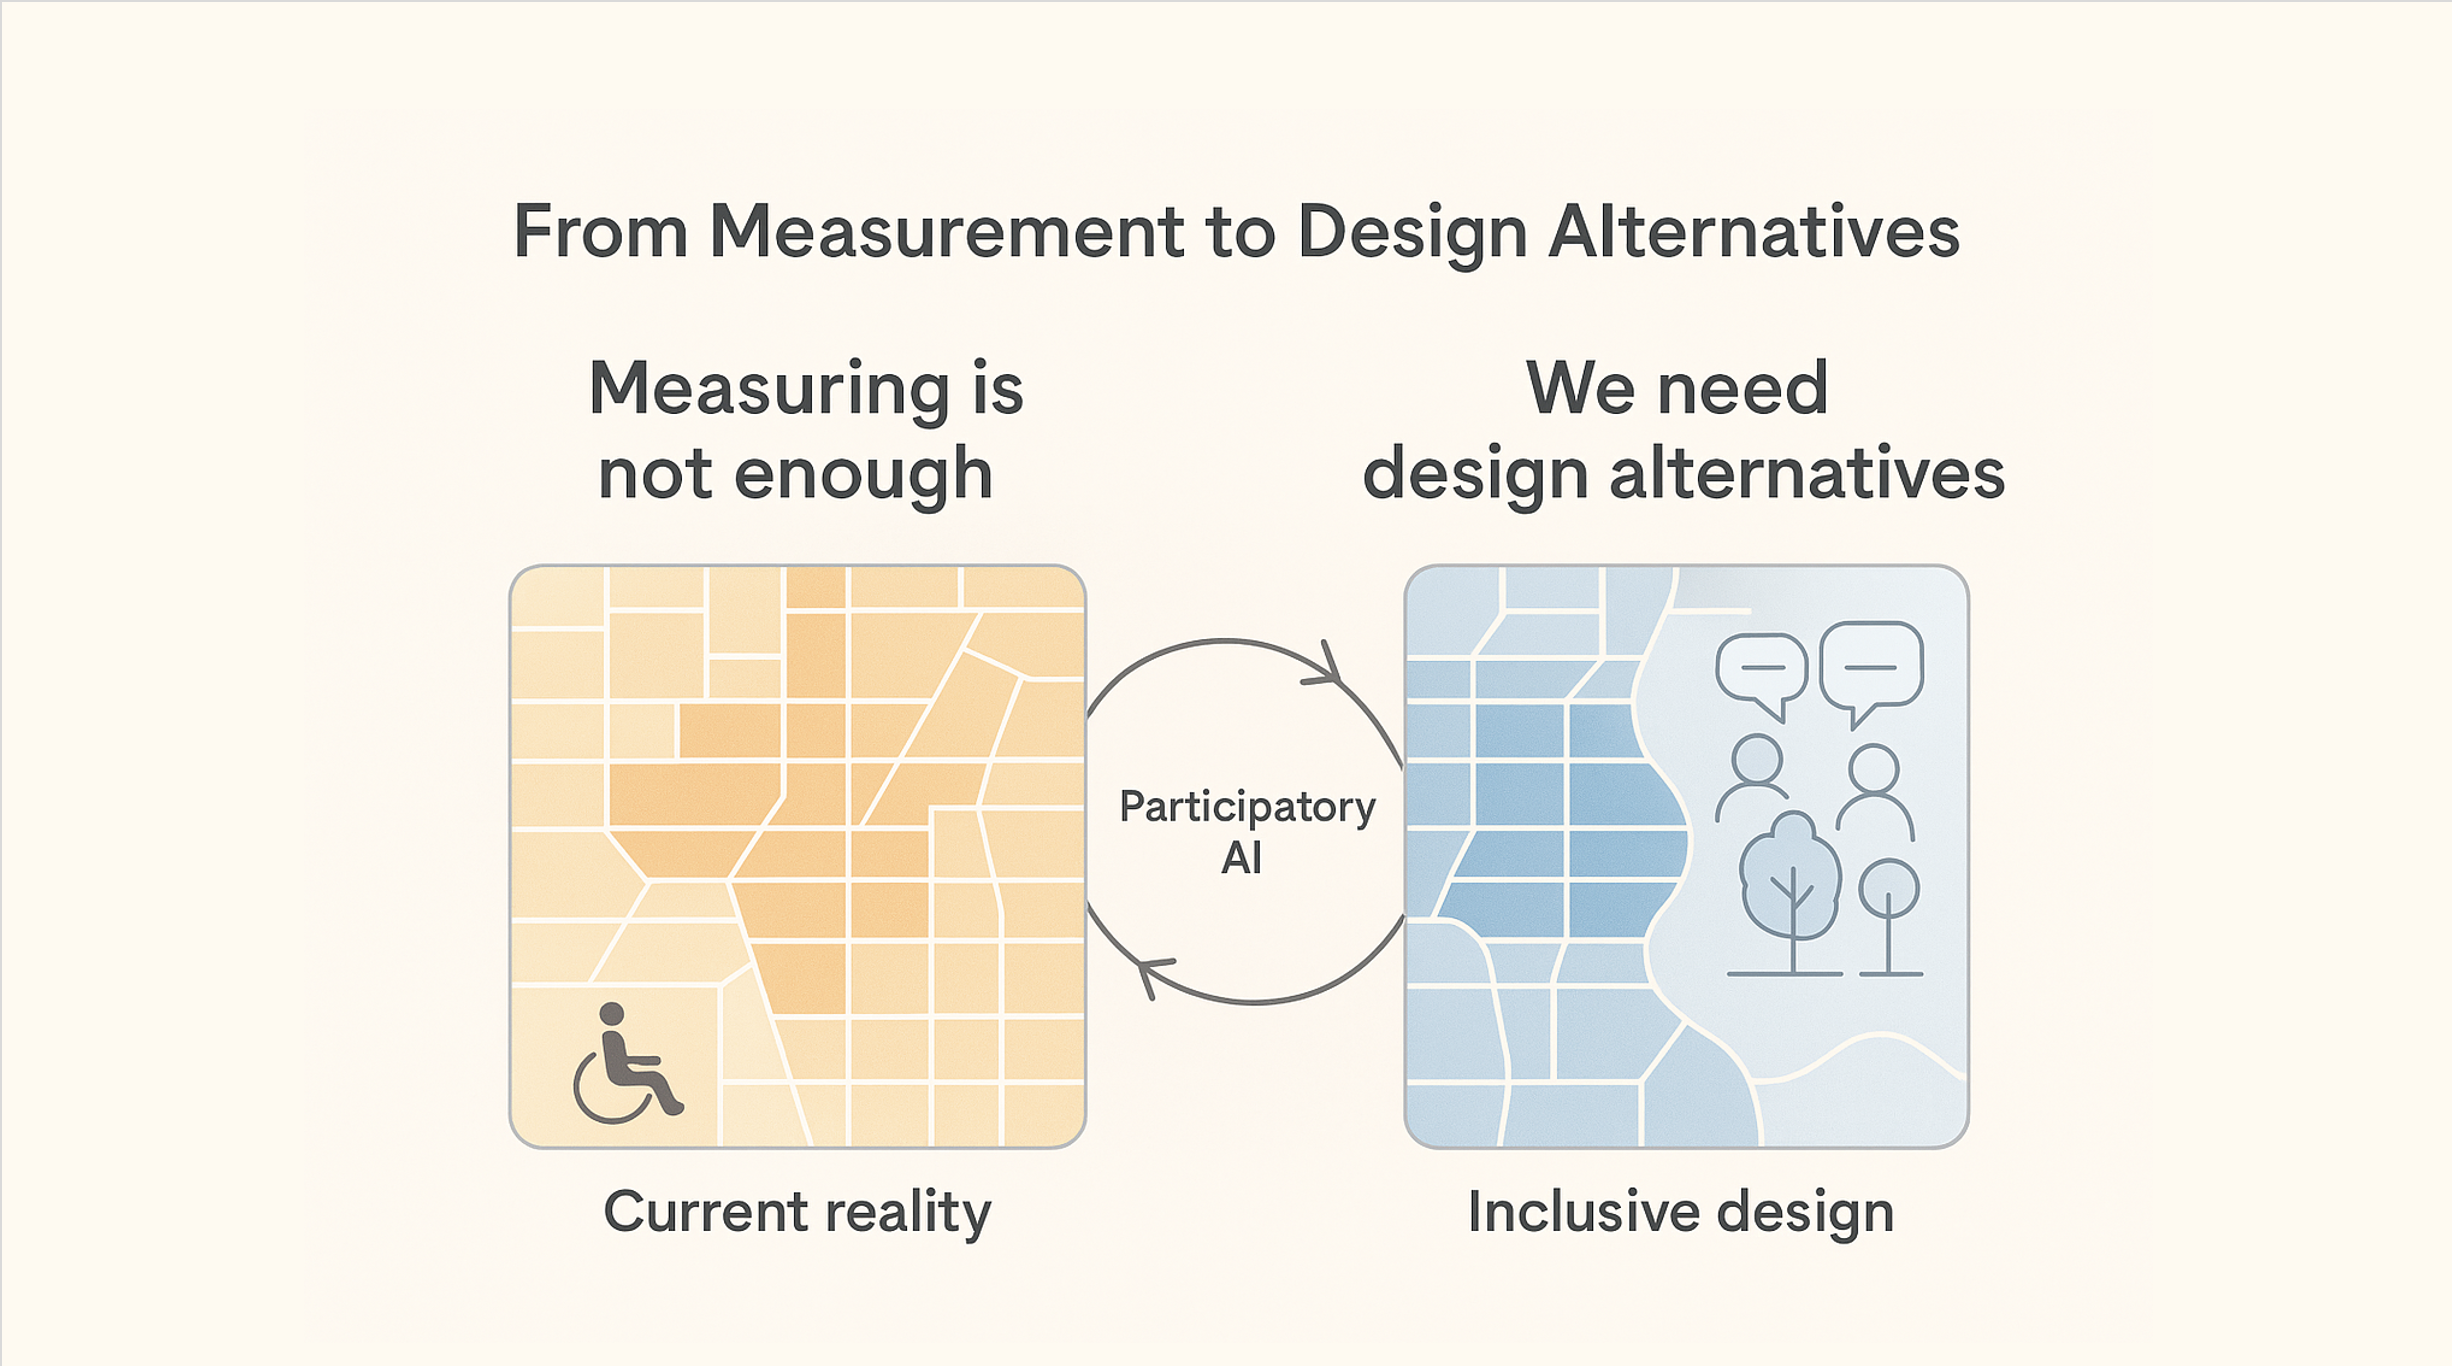 From Measurement to Design Alternatives
Measuring is
not enough
We need
design alternatives
Participatory
AI
Current reality
Inclusive design